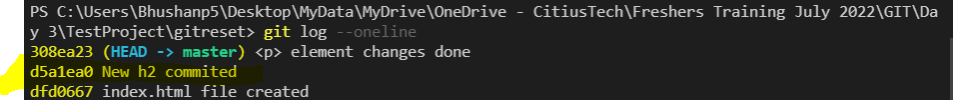 PS C:\Users\Bhushanp5\Desktop\MyData\MyDrive\OneDrive - CitiusTech\Freshers Training July 2022\GIT\Da
y 3\TestProject\gitreset> git log --oneline
308ea23 (HEAD -> master) <p> element changes done
d5a1ea0 New h2 commited
dfd0667 index.html file created